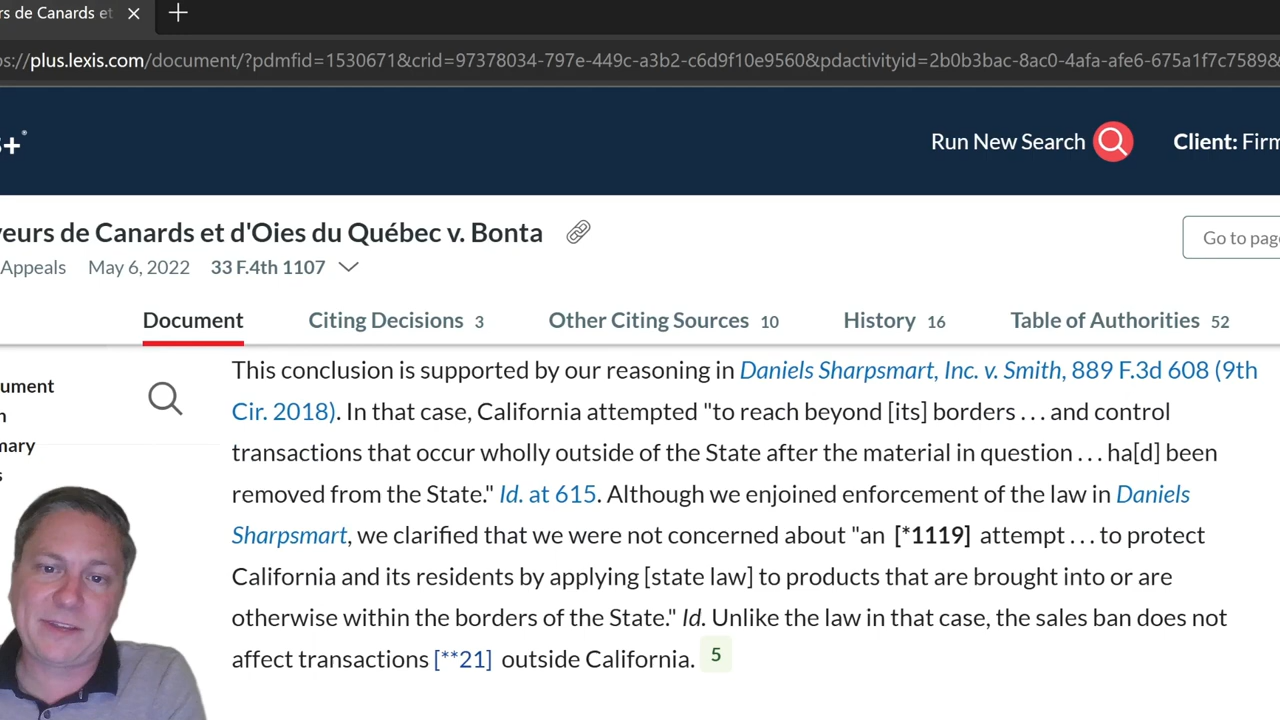 rs de Canards et
ps://plus.lexis.com/document/?pdmfid=1530671&crid=97378034-797e-449c-a3b2-c6d9f10e9560&pdactivityid=2b0b3bac-8ac0-4afa-afe6-675a1f7c7589&
s+®
Run New Search
Client: Firm
veurs de Canards et d'Oies du Québec v. Bonta
Go to page
Appeals May 6, 2022 33 F.4th 1107
Document Citing Decisions 3 Other Citing Sources 10 History 16 Table of Authorities 52
ument
n
mary
s
This conclusion is supported by our reasoning in Daniels Sharpsmart, Inc. v. Smith, 889 F.3d 608 (9th
Cir. 2018). In that case, California attempted "to reach beyond [its] borders . . . and control
transactions that occur wholly outside of the State after the material in question . . . ha[d] been
removed from the State." Id. at 615. Although we enjoined enforcement of the law in Daniels
Sharpsmart, we clarified that we were not concerned about "an [*1119] attempt . . . to protect
California and its residents by applying [state law] to products that are brought into or are
otherwise within the borders of the State." Id. Unlike the law in that case, the sales ban does not
affect transactions [**21] outside California. 5